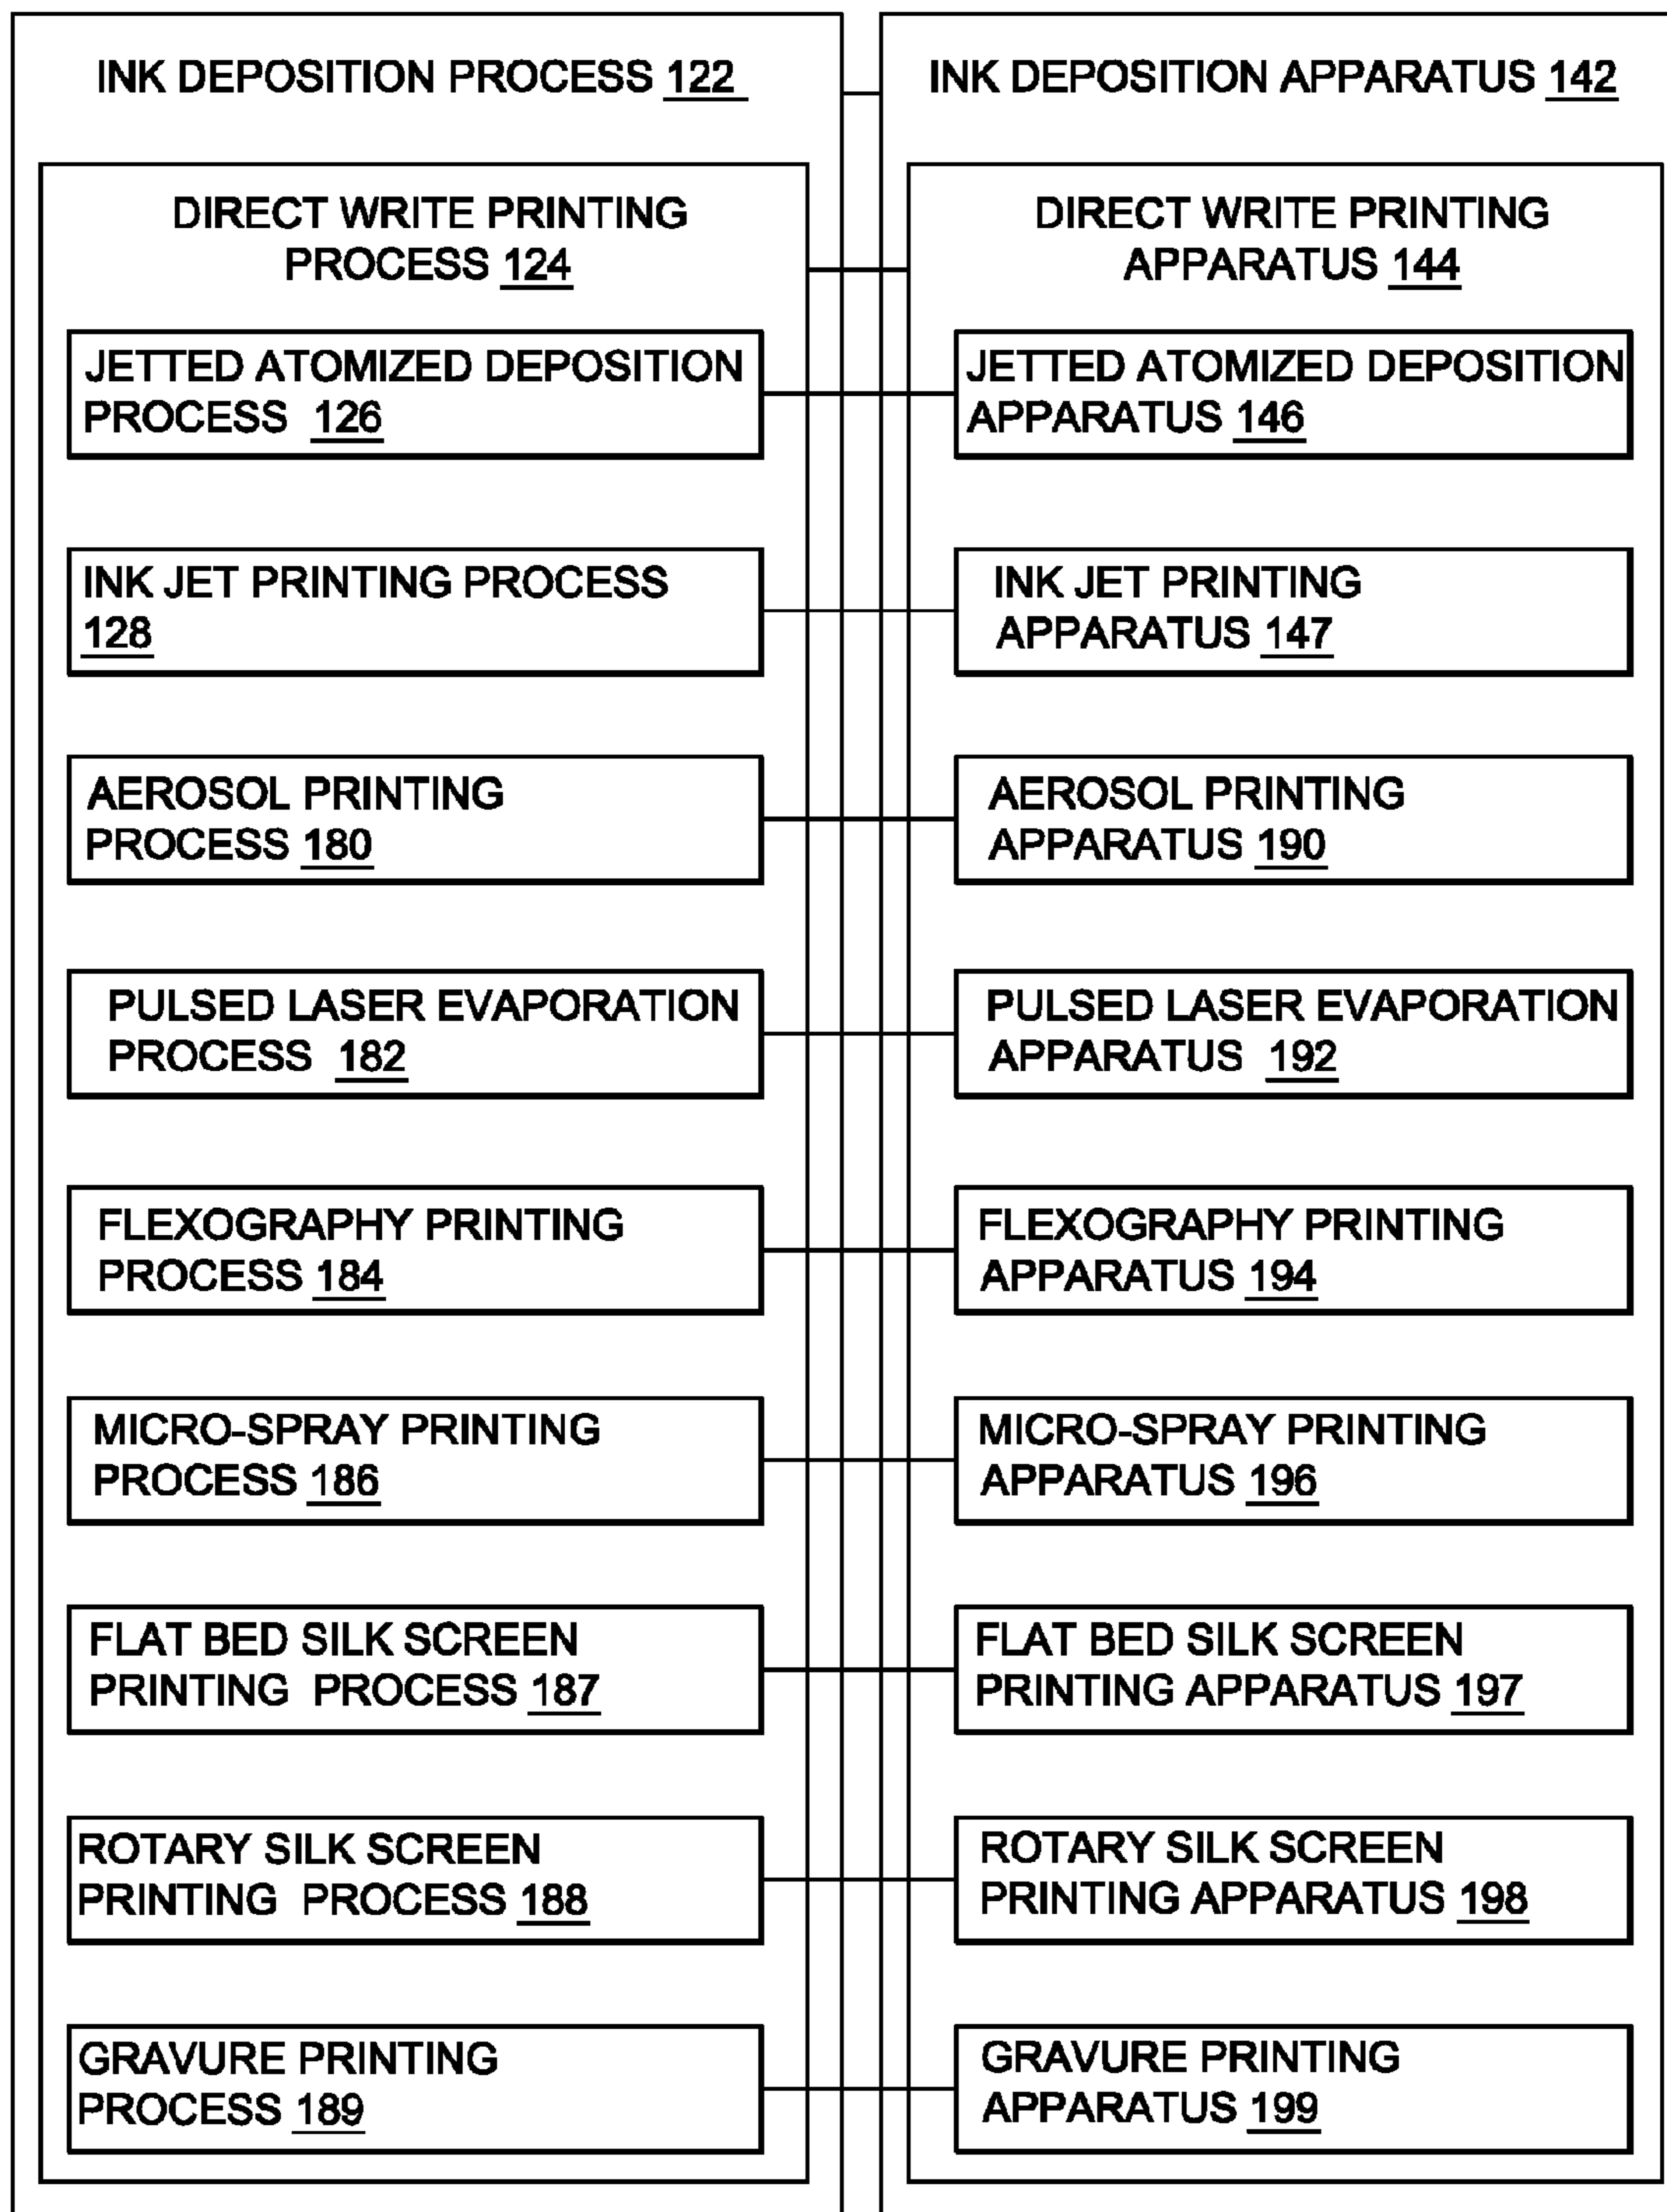 INK DEPOSITION PROCESS 122
DIRECT WRITE PRINTING
PROCESS 124
JETTED ATOMIZED DEPOSITION
PROCESS 126
INK JET PRINTING PROCESS
128
AEROSOL PRINTING
PROCESS 180
PULSED LASER EVAPORATION
PROCESS 182
FLEXOGRAPHY PRINTING
PROCESS 184
MICRO-SPRAY PRINTING
PROCESS 186
FLAT BED SILK SCREEN
PRINTING PROCESS 187
ROTARY SILK SCREEN
PRINTING PROCESS 188
GRAVURE PRINTING
PROCESS 189
INK DEPOSITION APPARATUS 142
DIRECT WRITE PRINTING
APPARATUS 144
JETTED ATOMIZED DEPOSITION
APPARATUS 146
INK JET PRINTING
APPARATUS 147
AEROSOL PRINTING
APPARATUS 190
PULSED LASER EVAPORATION
APPARATUS 192
FLEXOGRAPHY PRINTING
APPARATUS 194
MICRO-SPRAY PRINTING
APPARATUS 196
FLAT BED SILK SCREEN
PRINTING APPARATUS 197
ROTARY SILK SCREEN
PRINTING APPARATUS 198
GRAVURE PRINTING
APPARATUS 199